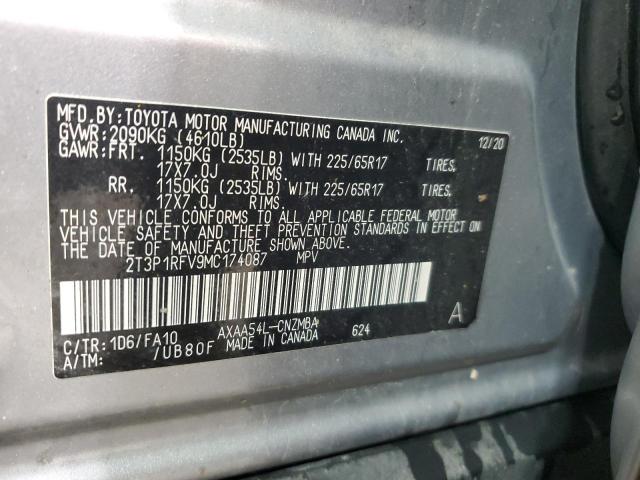 MFD.BY:TOYOTA MOTOR MANUFACTURING CANADA INC.
GVWR:2090KG (4610LB) 12/20
GAWR:FRT. 1150KG (2535LB) WITH 225/65R17 TIRES,
17X7.0J RIMS.
RR. 1150KG (2535LB) WITH 225/65R17 TIRES,
17X7.0J RIMS.
THIS VEHICLE CONFORMS TO ALL APPLICABLE FEDERAL MOTOR
VEHICLE SAFETY AND THEFT PREVENTION STANDARDS IN EFFECT ON
THE DATE OF MANUFACTURE SHOWN ABOVE.
2T3P1RFV9MC174087 MPV
A
C/TR:1D6/FA10 AXAA54L-CNZMBA 624
A/TM: /UB80F MADE IN CANADA